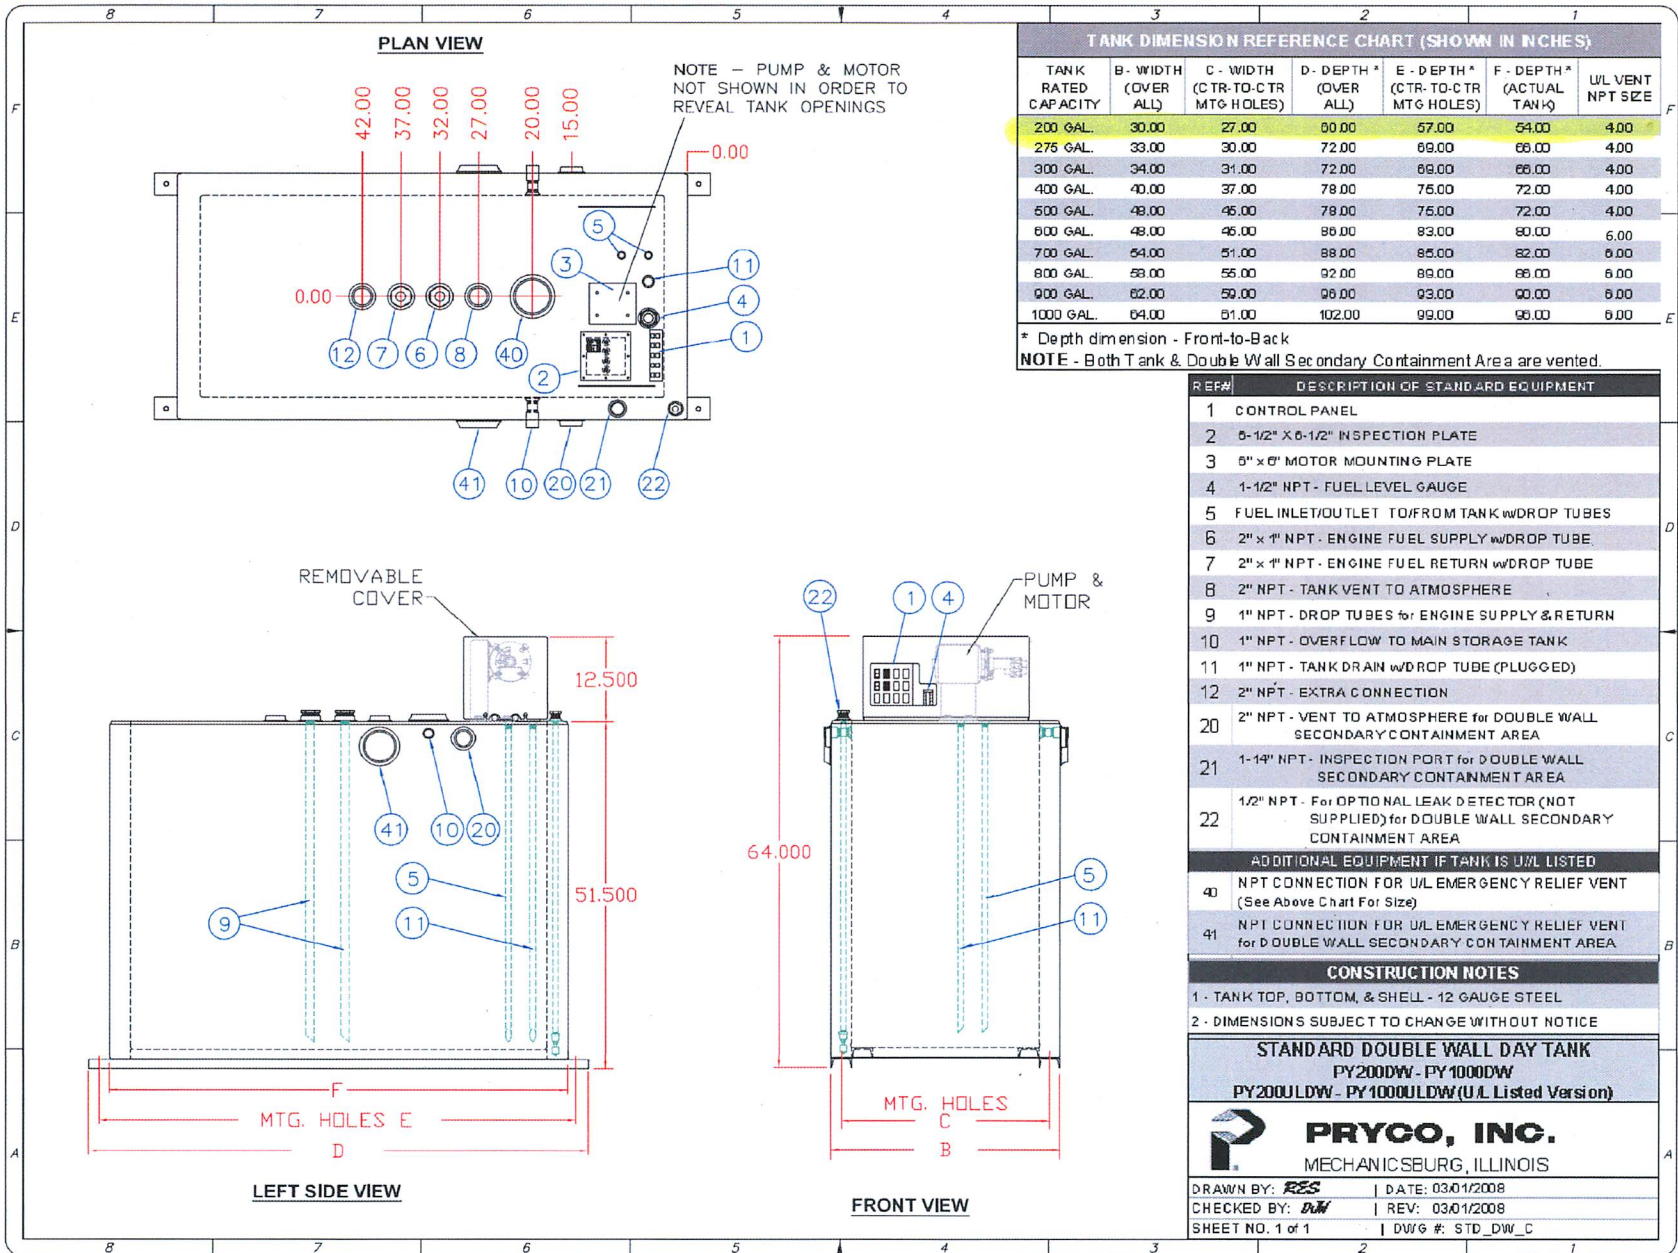 8 7 6 5 4 3 2 1
PLAN VIEW
NOTE - PUMP & MOTOR
NOT SHOWN IN ORDER TO
REVEAL TANK OPENINGS
42.00 37.00 32.00 27.00 20.00 15.00
0.00
0.00
5
3
11
4
1
2
12 7 6 8 40
41 10 20 21 22
TANK DIMENSION REFERENCE CHART (SHOWN IN INCHES)
TANK RATED CAPACITY | B - WIDTH (OVER ALL) | C - WIDTH (CTR-TO-CTR MTG HOLES) | D - DEPTH * (OVER ALL) | E - DEPTH * (CTR-TO-CTR MTG HOLES) | F - DEPTH * (ACTUAL TANK) | U/L VENT NPT SIZE
200 GAL. 30.00 27.00 60.00 57.00 54.00 4.00
275 GAL. 33.00 30.00 72.00 69.00 66.00 4.00
300 GAL. 34.00 31.00 72.00 69.00 66.00 4.00
400 GAL. 40.00 37.00 78.00 75.00 72.00 4.00
500 GAL. 48.00 45.00 78.00 75.00 72.00 4.00
600 GAL. 48.00 45.00 86.00 83.00 80.00 6.00
700 GAL. 54.00 51.00 88.00 85.00 82.00 6.00
800 GAL. 58.00 55.00 92.00 89.00 86.00 6.00
900 GAL. 62.00 59.00 96.00 93.00 90.00 6.00
1000 GAL. 64.00 61.00 102.00 99.00 96.00 6.00
* Depth dimension - Front-to-Back
NOTE - Both Tank & Double Wall Secondary Containment Area are vented.
REF# DESCRIPTION OF STANDARD EQUIPMENT
1 CONTROL PANEL
2 6-1/2" X 6-1/2" INSPECTION PLATE
3 6" x 6" MOTOR MOUNTING PLATE
4 1-1/2" NPT - FUEL LEVEL GAUGE
5 FUEL INLET/OUTLET TO/FROM TANK w/DROP TUBES
6 2" x 1" NPT - ENGINE FUEL SUPPLY w/DROP TUBE
7 2" x 1" NPT - ENGINE FUEL RETURN w/DROP TUBE
8 2" NPT - TANK VENT TO ATMOSPHERE
9 1" NPT - DROP TUBES for ENGINE SUPPLY & RETURN
10 1" NPT - OVERFLOW TO MAIN STORAGE TANK
11 1" NPT - TANK DRAIN w/DROP TUBE (PLUGGED)
12 2" NPT - EXTRA CONNECTION
20 2" NPT - VENT TO ATMOSPHERE for DOUBLE WALL
SECONDARY CONTAINMENT AREA
21 1-14" NPT - INSPECTION PORT for DOUBLE WALL
SECONDARY CONTAINMENT AREA
22 1/2" NPT - For OPTIONAL LEAK DETECTOR (NOT
SUPPLIED) for DOUBLE WALL SECONDARY
CONTAINMENT AREA
ADDITIONAL EQUIPMENT IF TANK IS U/L LISTED
40 NPT CONNECTION FOR U/L EMERGENCY RELIEF VENT
(See Above Chart For Size)
41 NPT CONNECTION FOR U/L EMERGENCY RELIEF VENT
for DOUBLE WALL SECONDARY CONTAINMENT AREA
CONSTRUCTION NOTES
1 - TANK TOP, BOTTOM, & SHELL - 12 GAUGE STEEL
2 - DIMENSIONS SUBJECT TO CHANGE WITHOUT NOTICE
STANDARD DOUBLE WALL DAY TANK
PY200DW - PY1000DW
PY200ULDW - PY1000ULDW (U/L Listed Version)
PRYCO, INC.
MECHANICSBURG, ILLINOIS
DRAWN BY: RES | DATE: 03/01/2008
CHECKED BY: DJW | REV: 03/01/2008
SHEET NO. 1 of 1 | DWG #: STD_DW_C
REMOVABLE
COVER
12.500
51.500
41 10 20
5
9
11
F
MTG. HOLES E
D
LEFT SIDE VIEW
22 1 4
PUMP &
MOTOR
64.000
5
11
MTG. HOLES
C
B
FRONT VIEW
F E D C B A
F E D C B A
8 7 6 5 4 3 2 1